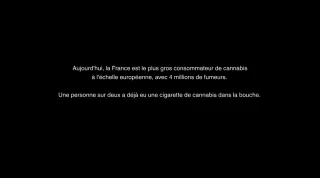 Aujourd'hui, la France est le plus gros consommateur de cannabis
à l'échelle européenne, avec 4 millions de fumeurs.
Une personne sur deux a déjà eu une cigarette de cannabis dans la bouche.